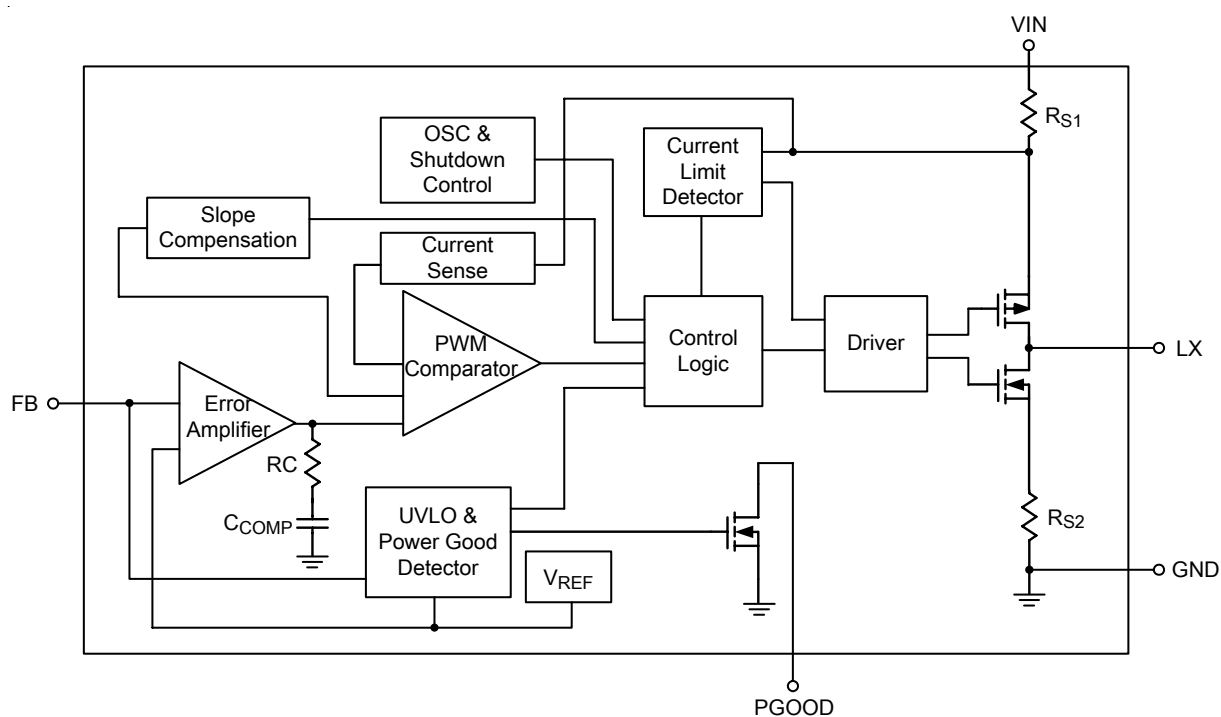 VIN
RS1
OSC &
Shutdown
Control
Current
Limit
Detector
Slope
Compensation
Current
Sense
PWM
Comparator
Control
Logic
Driver
LX
FB
Error
Amplifier
RC
CCOMP
UVLO &
Power Good
Detector
VREF
RS2
GND
PGOOD